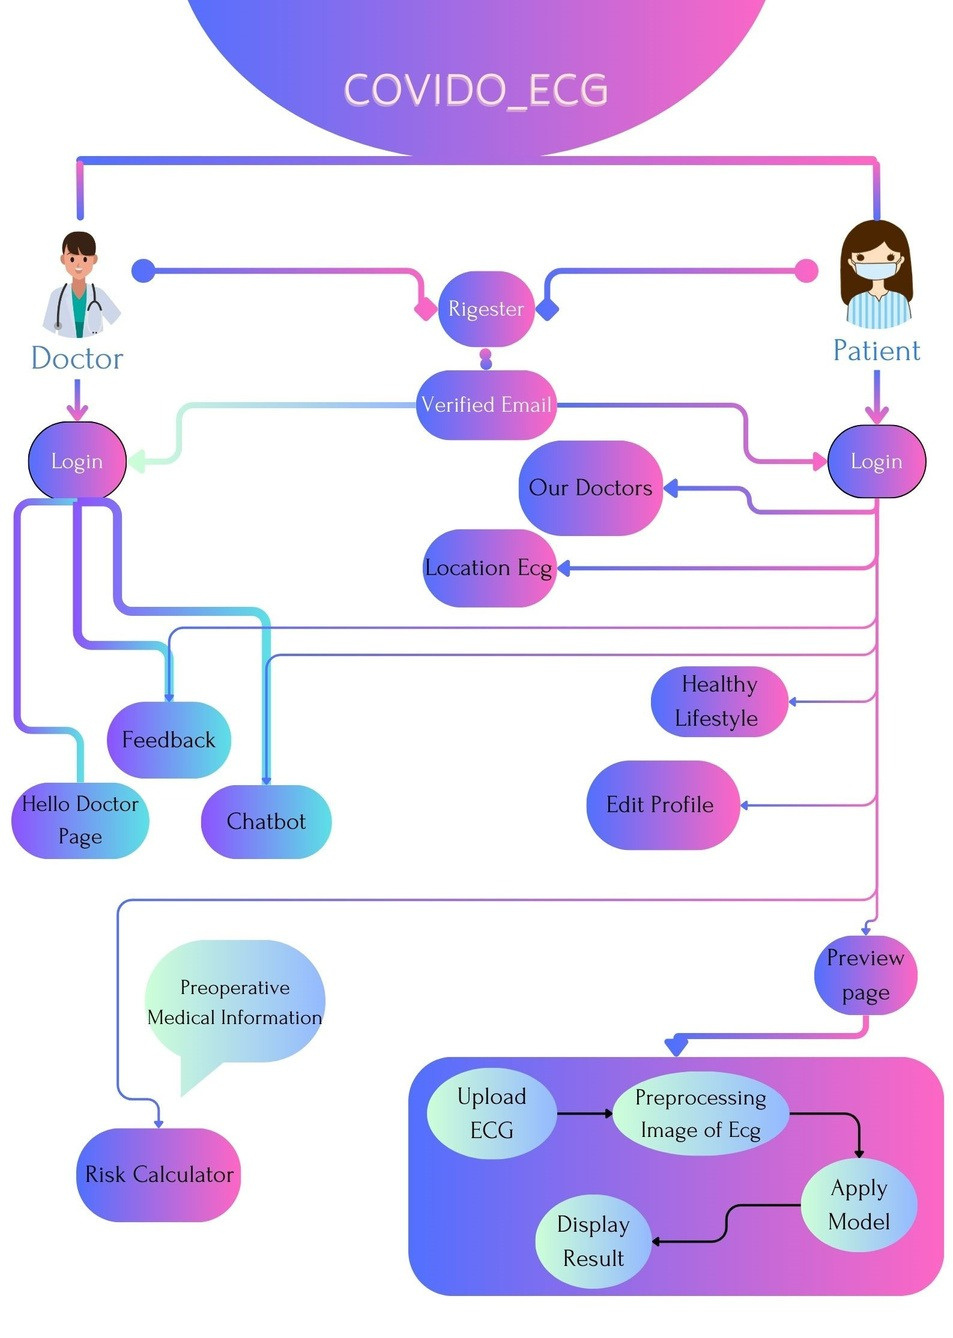 COVIDO_ECG
Rigester
Doctor
Patient
Verified Email
Login
Login
Our Doctors
Location Ecg
Healthy
Lifestyle
Feedback
Hello Doctor
Page
Chatbot
Edit Profile
Preview
page
Preoperative
Medical Information
Risk Calculator
Upload
ECG
Preprocessing
Image of Ecg
Apply
Model
Display
Result